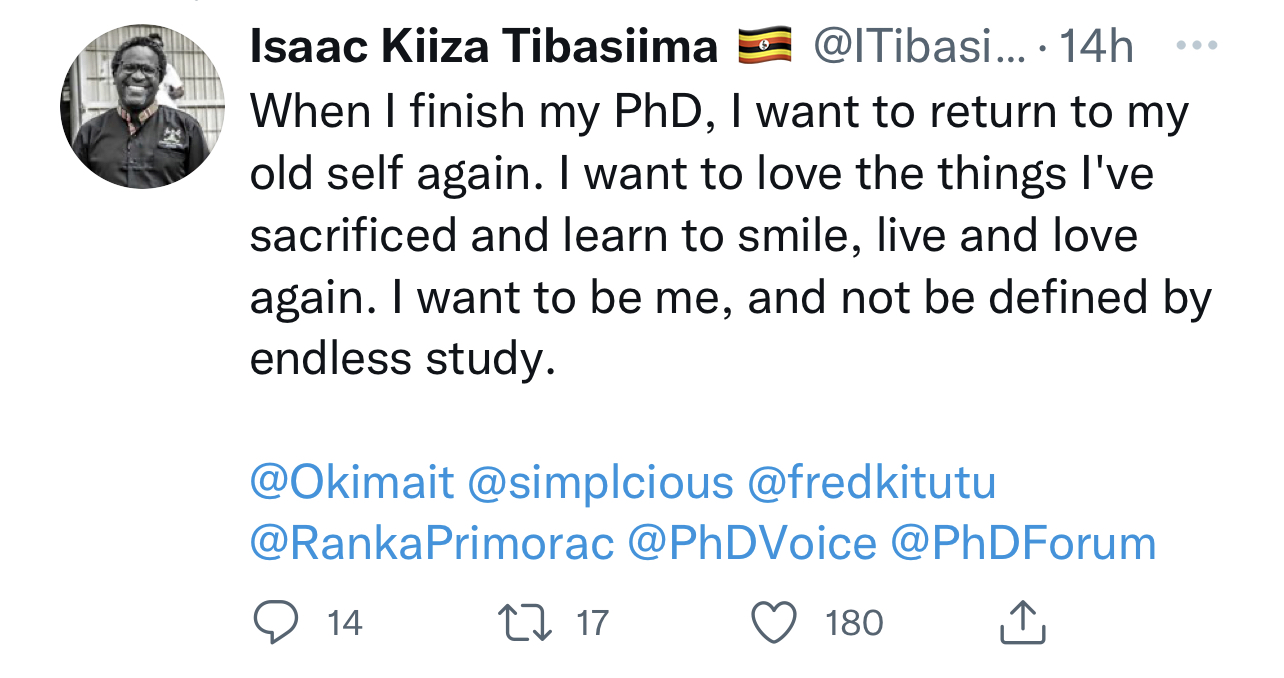 Isaac Kiiza Tibasiima 🇺🇬 @ITibasi... · 14h
When I finish my PhD, I want to return to my
old self again. I want to love the things I've
sacrificed and learn to smile, live and love
again. I want to be me, and not be defined by
endless study.
@Okimait @simplcious @fredkitutu
@RankaPrimorac @PhDVoice @PhDForum
14 17 180